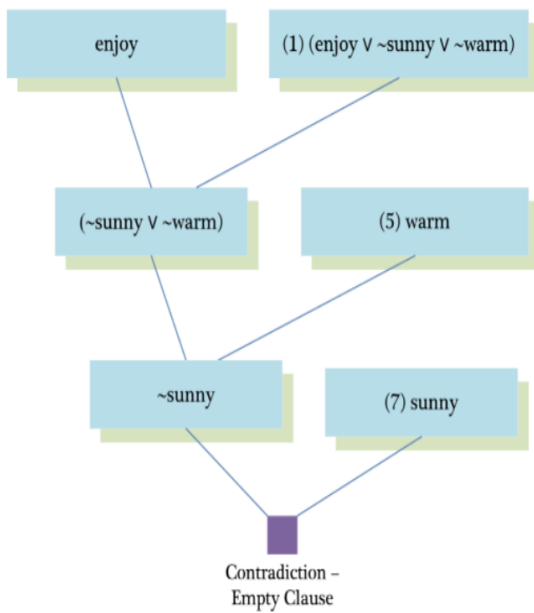 enjoy
(1) (enjoy V ~sunny V ~warm)
(~sunny V ~warm)
(5) warm
~sunny
(7) sunny
Contradiction –
Empty Clause